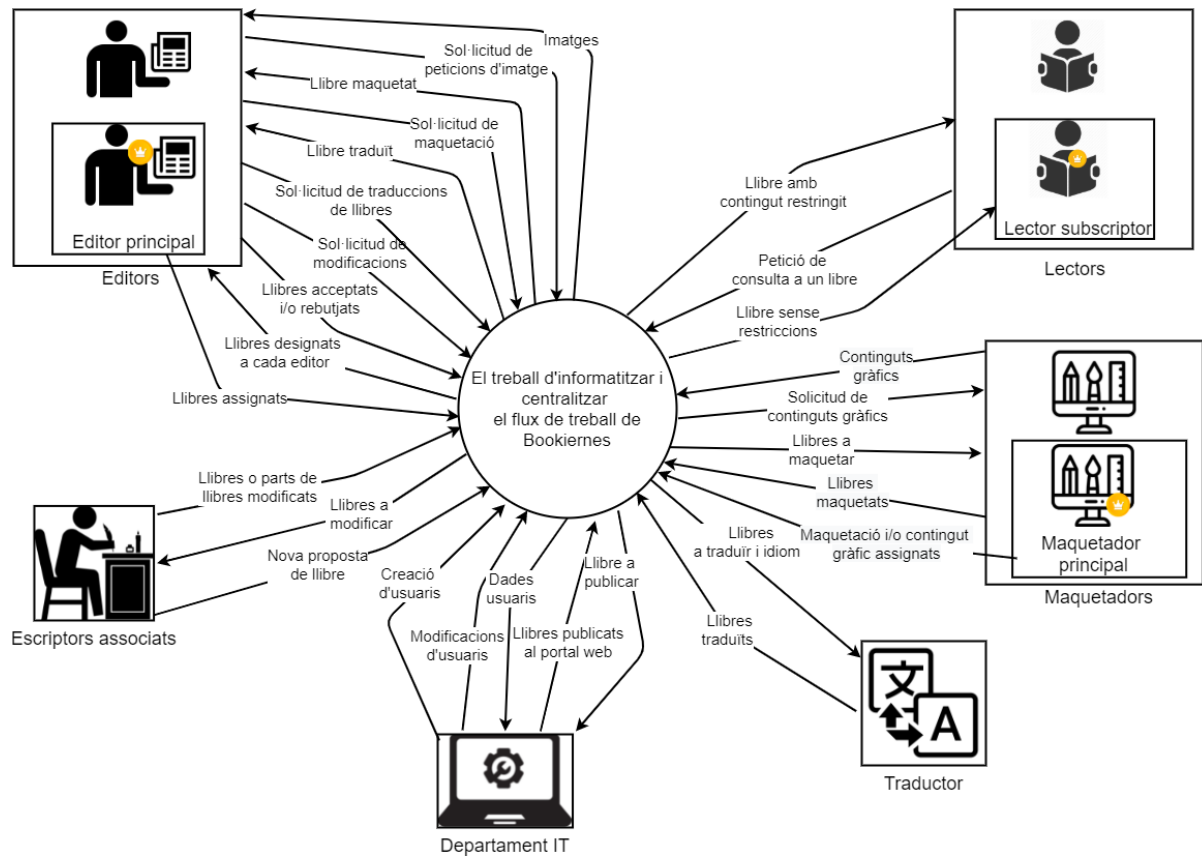 Imatges
Sol·licitud de
peticions d'imatge
Llibre maquetat
Sol·licitud de
maquetació
Llibre traduït
Sol·licitud de traduccions
de llibres
Sol·licitud de
modificacions
Llibres acceptats
i/o rebutjats
Llibres designats
a cada editor
Llibres assignats
Editor principal
Editors
Llibre amb
contingut restringit
Petició de
consulta a un libre
Llibre sense
restriccions
Lector subscriptor
Lectors
El treball d'informatitzar i
centralitzar
el flux de treball de
Bookiernes
Continguts
gràfics
Solicitud de
continguts gràfics
Llibres a
maquetar
Llibres
maquetats
Maquetació i/o contingut
gràfic assignats
Maquetador
principal
Maquetadors
Llibres o parts de
llibres modificats
Llibres a
modificar
Nova proposta
de llibre
Escriptors associats
Creació
d'usuaris
Modificacions
d'usuaris
Dades
usuaris
Llibres publicats
al portal web
Llibre a
publicar
Departament IT
Llibres
a traduïr i idiom
Llibres
traduïts
文
A
Traductor